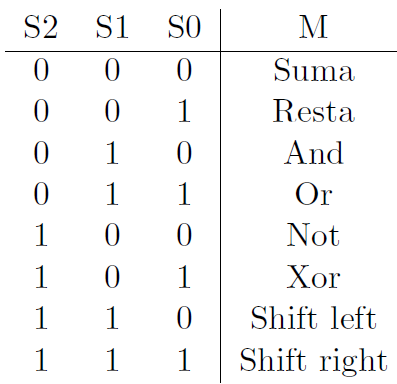 S2 S1 S0 M
0 0 0 Suma
0 0 1 Resta
0 1 0 And
0 1 1 Or
1 0 0 Not
1 0 1 Xor
1 1 0 Shift left
1 1 1 Shift right